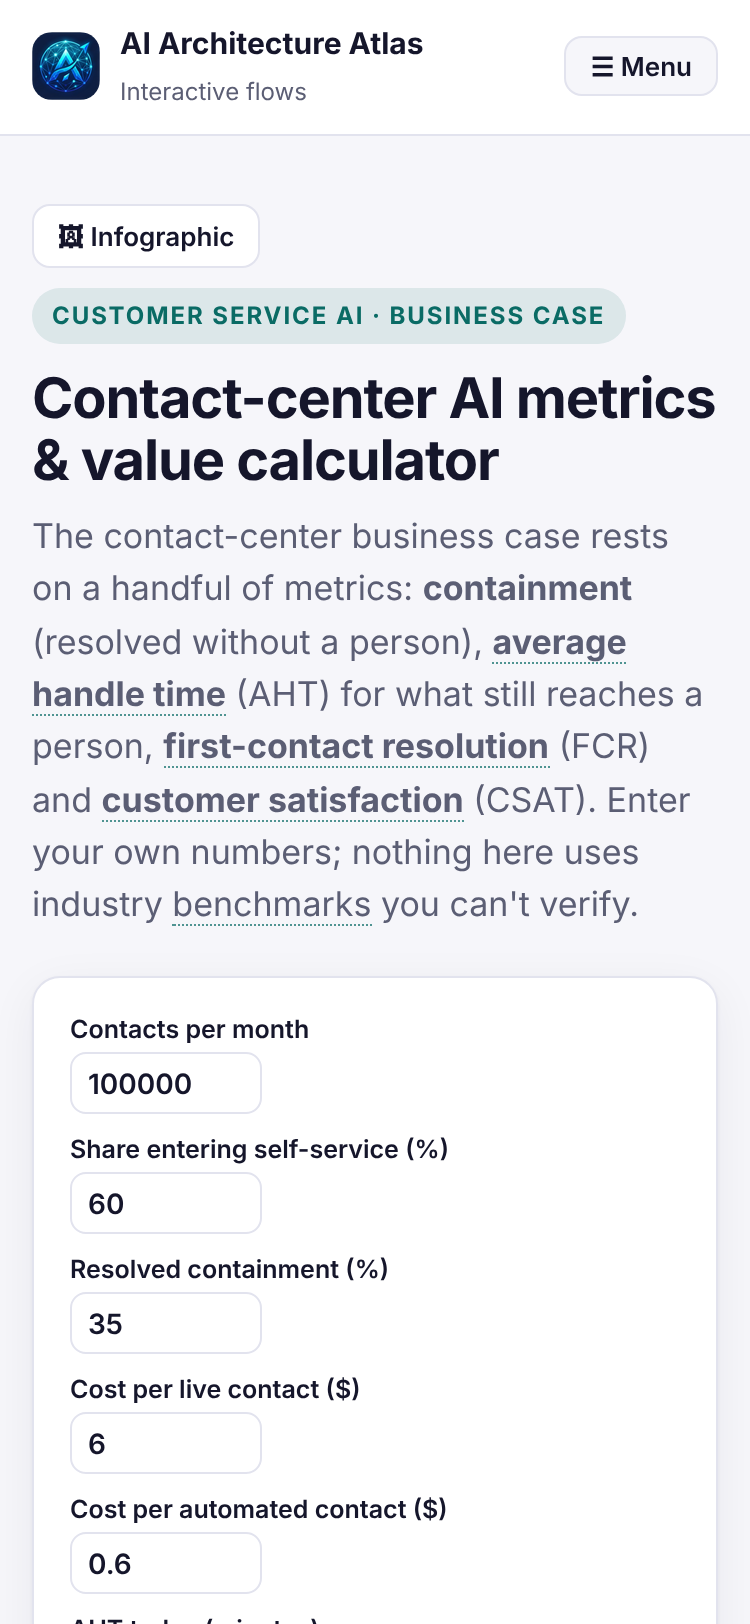 AI Architecture Atlas
Interactive flows
☰ Menu
Infographic
CUSTOMER SERVICE AI · BUSINESS CASE
Contact-center AI metrics
& value calculator
The contact-center business case rests
on a handful of metrics: containment
(resolved without a person), average
handle time (AHT) for what still reaches a
person, first-contact resolution (FCR)
and customer satisfaction (CSAT). Enter
your own numbers; nothing here uses
industry benchmarks you can't verify.
Contacts per month
100000
Share entering self-service (%)
60
Resolved containment (%)
35
Cost per live contact ($)
6
Cost per automated contact ($)
0.6